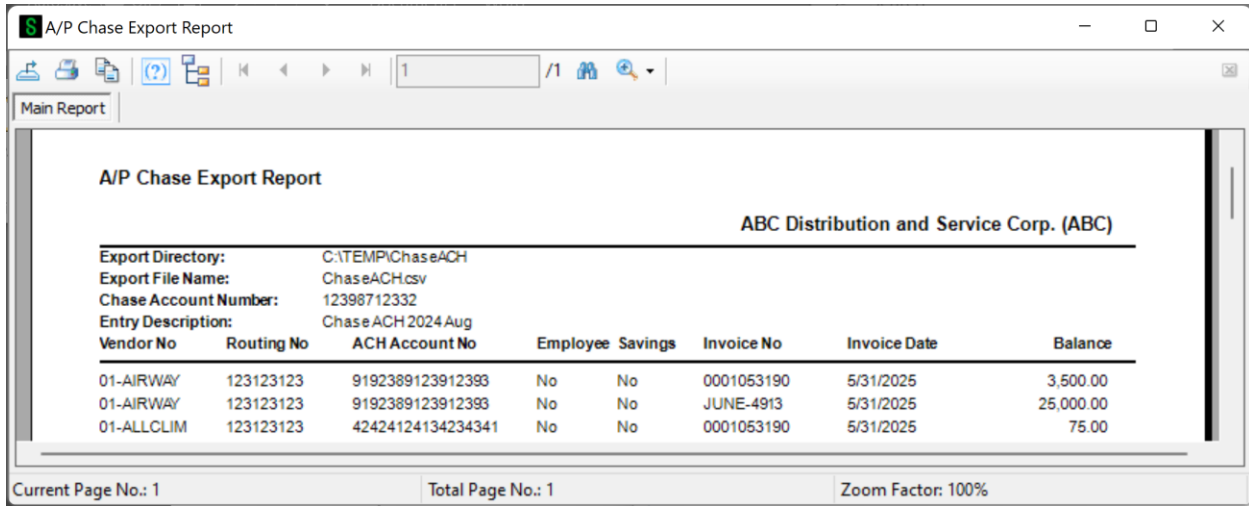 A/P Chase Export Report
1 /1
Main Report
A/P Chase Export Report
ABC Distribution and Service Corp. (ABC)
Export Directory: C:\TEMP\ChaseACH
Export File Name: ChaseACH.csv
Chase Account Number: 12398712332
Entry Description: Chase ACH 2024 Aug
Vendor No Routing No ACH Account No Employee Savings Invoice No Invoice Date Balance
01-AIRWAY 123123123 9192389123912393 No No 0001053190 5/31/2025 3,500.00
01-AIRWAY 123123123 9192389123912393 No No JUNE-4913 5/31/2025 25,000.00
01-ALLCLIM 123123123 42424124134234341 No No 0001053190 5/31/2025 75.00
Current Page No.: 1 Total Page No.: 1 Zoom Factor: 100%